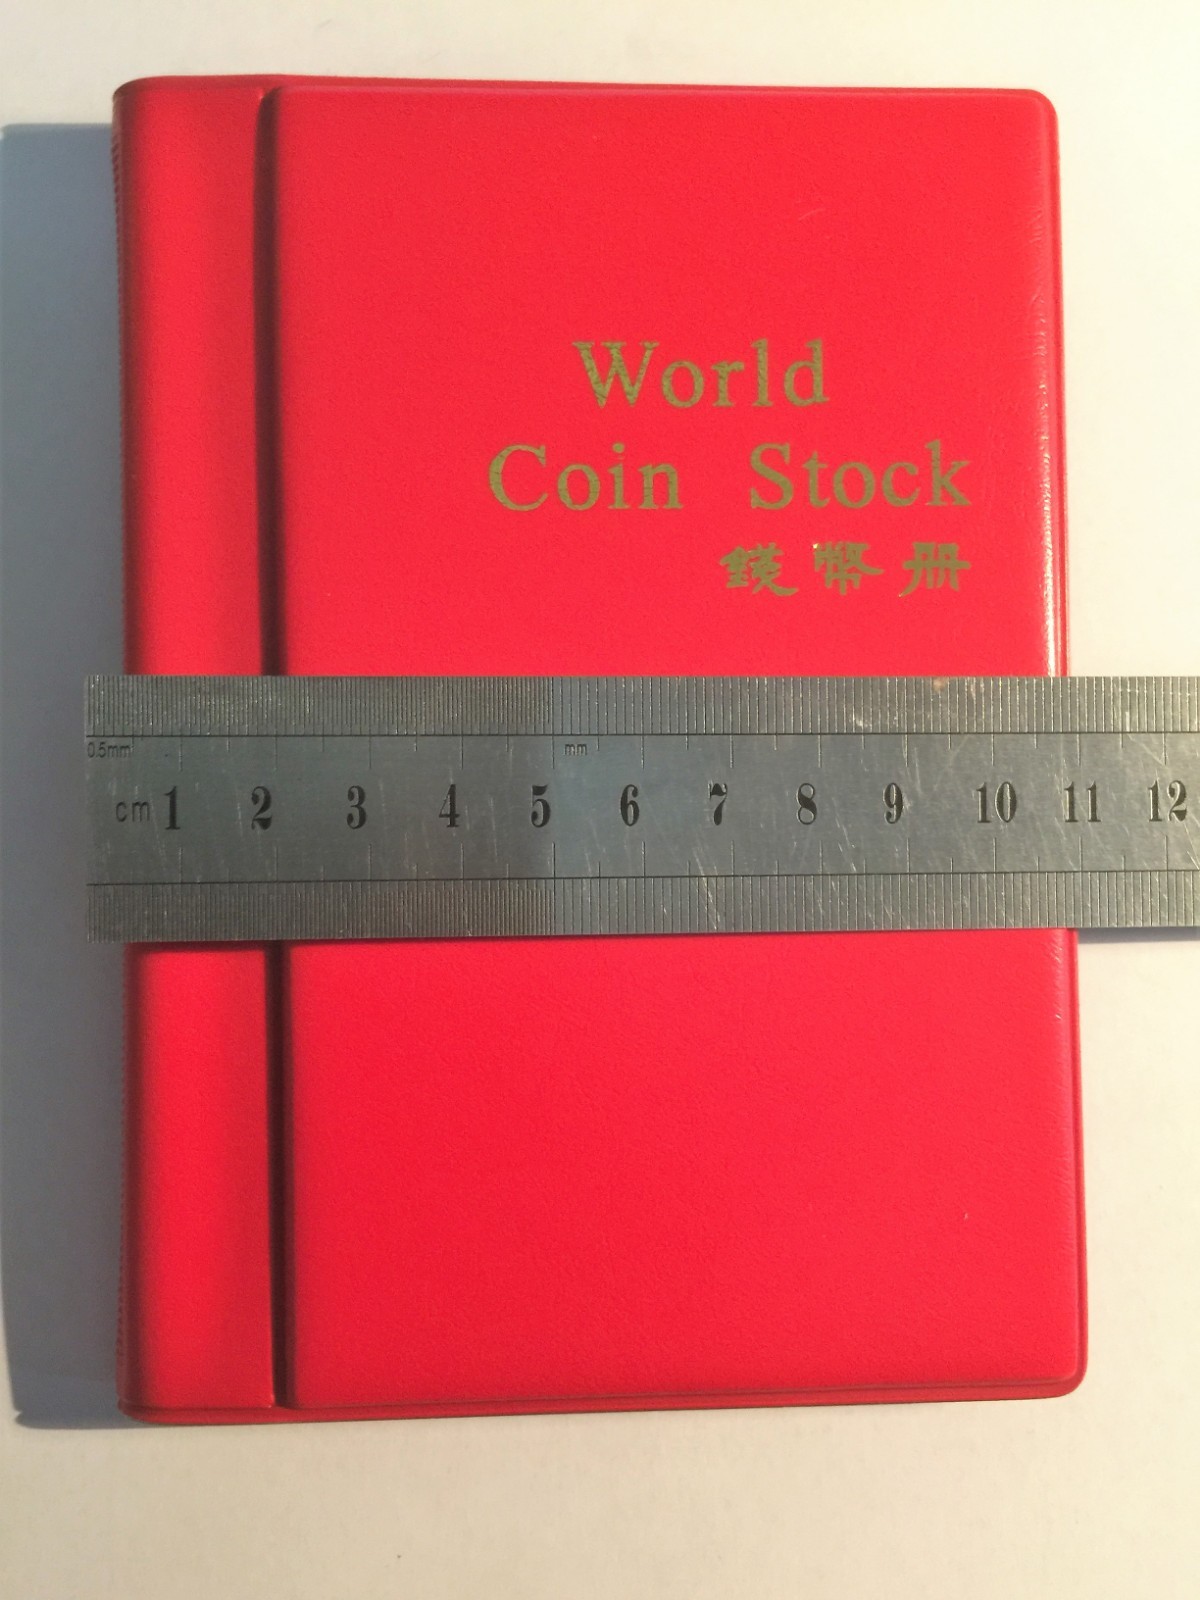 World
Coin Stock
錢幣册
0.5mm mm
cm 1 2 3 4 5 6 7 8 9 10 11 12